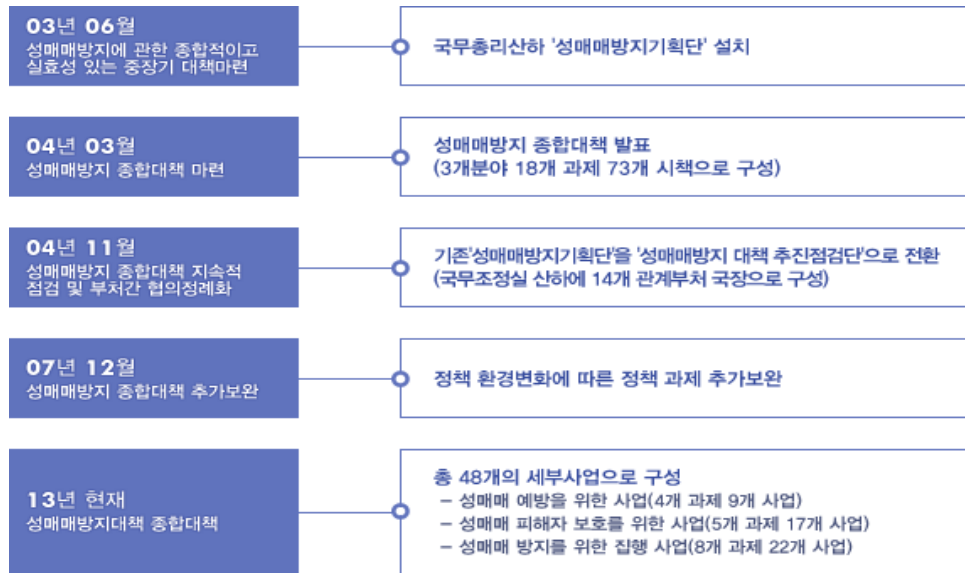 03년 06월
성매매방지에 관한 종합적이고
실효성 있는 중장기 대책마련
국무총리산하 '성매매방지기획단' 설치
04년 03월
성매매방지 종합대책 마련
성매매방지 종합대책 발표
(3개분야 18개 과제 73개 시책으로 구성)
04년 11월
성매매방지 종합대책 지속적
점검 및 부처간 협의정례화
기존'성매매방지기획단'을 '성매매방지 대책 추진점검단'으로 전환
(국무조정실 산하에 14개 관계부처 국장으로 구성)
07년 12월
성매매방지 종합대책 추가보완
정책 환경변화에 따른 정책 과제 추가보완
13년 현재
성매매방지대책 종합대책
총 48개의 세부사업으로 구성
– 성매매 예방을 위한 사업(4개 과제 9개 사업)
– 성매매 피해자 보호를 위한 사업(5개 과제 17개 사업)
– 성매매 방지를 위한 집행 사업(8개 과제 22개 사업)